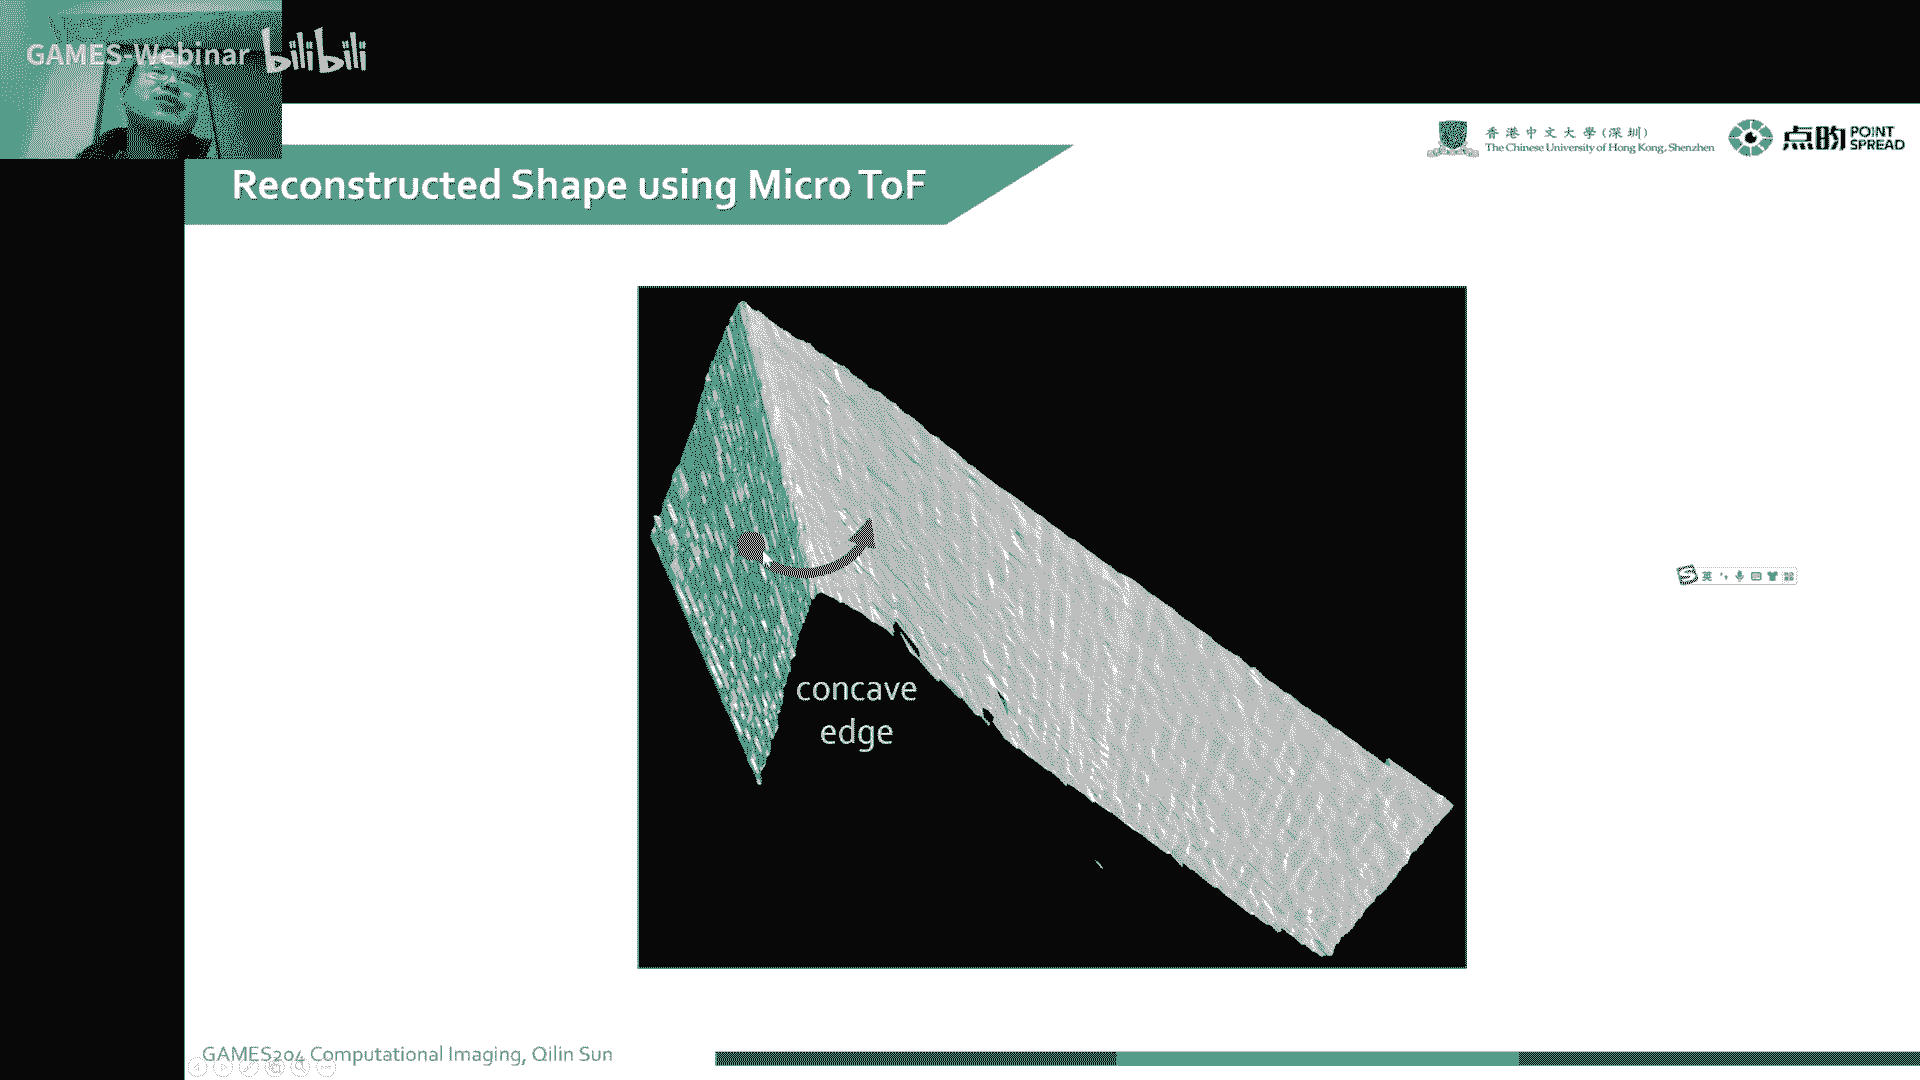 GAMES-Webinar bilibili
香港中文大學(深圳)
The Chinese University of Hong Kong, Shenzhen
点昀 POINT SPREAD
Reconstructed Shape using Micro ToF
concave
edge
英
GAMES204 Computational Imaging, Qilin Sun